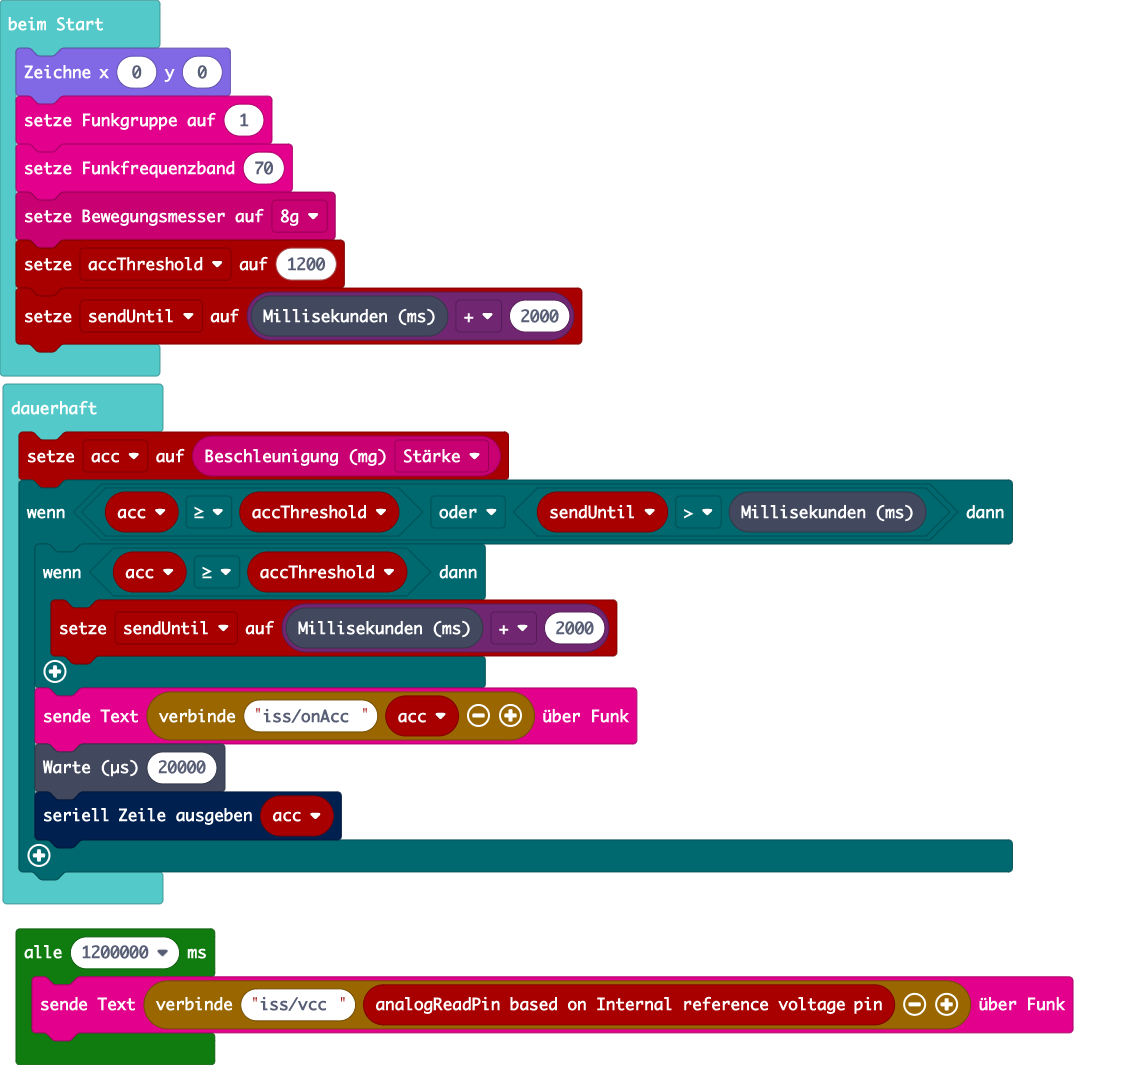 beim Start
Zeichne x 0 y 0
setze Funkgruppe auf 1
setze Funkfrequenzband 70
setze Bewegungsmesser auf 8g
setze accThreshold auf 1200
setze sendUntil auf Millisekunden (ms) + 2000
dauerhaft
setze acc auf Beschleunigung (mg) Stärke
wenn acc ≥ accThreshold oder sendUntil > Millisekunden (ms) dann
wenn acc ≥ accThreshold dann
setze sendUntil auf Millisekunden (ms) + 2000
sende Text verbinde "iss/onAcc " acc über Funk
Warte (µs) 20000
seriell Zeile ausgeben acc
alle 1200000 ms
sende Text verbinde "iss/vcc " analogReadPin based on Internal reference voltage pin über Funk